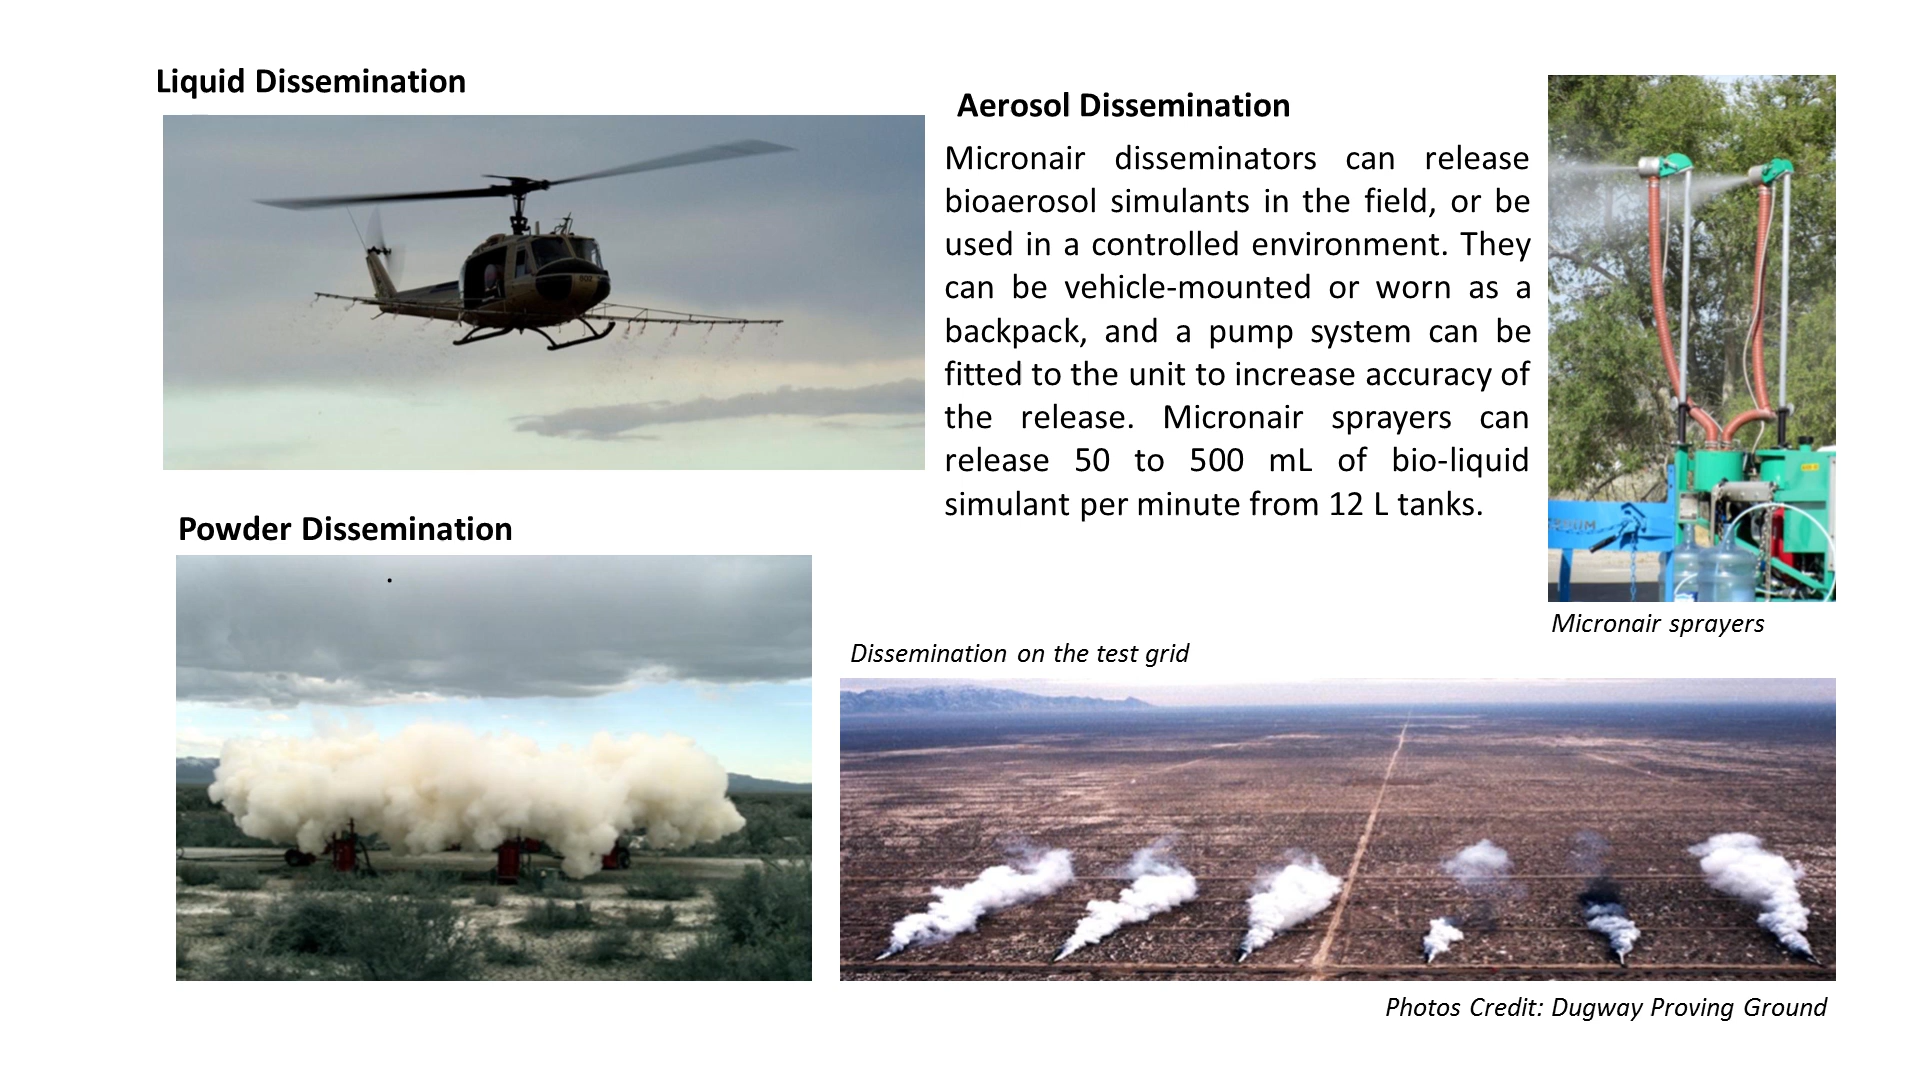 Liquid Dissemination
Aerosol Dissemination
Micronair disseminators can release
bioaerosol simulants in the field, or be
used in a controlled environment. They
can be vehicle-mounted or worn as a
backpack, and a pump system can be
fitted to the unit to increase accuracy of
the release. Micronair sprayers can
release 50 to 500 mL of bio-liquid
simulant per minute from 12 L tanks.
Micronair sprayers
Powder Dissemination
Dissemination on the test grid
Photos Credit: Dugway Proving Ground